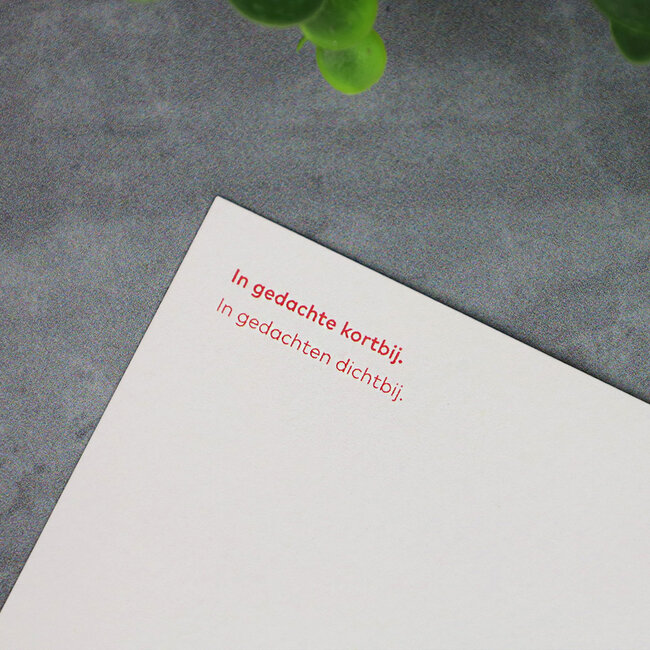 In gedachte kortbij.
In gedachten dichtbij.